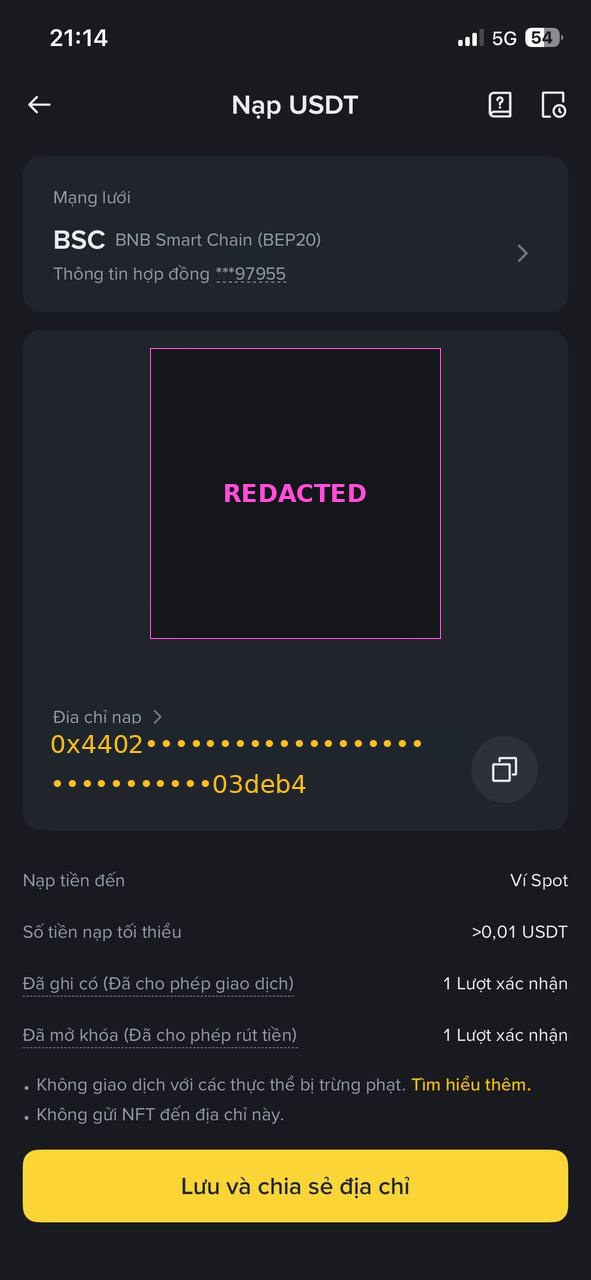 21:14
5G 54
Nạp USDT
Mạng lưới
BSC BNB Smart Chain (BEP20)
Thông tin hợp đồng ***97955
REDACTED
Địa chỉ nạp
0x4402•••••••••••••••••••
•••••••••••03deb4
Nạp tiền đến Ví Spot
Số tiền nạp tối thiểu >0,01 USDT
Đã ghi có (Đã cho phép giao dịch) 1 Lượt xác nhận
Đã mở khóa (Đã cho phép rút tiền) 1 Lượt xác nhận
• Không giao dịch với các thực thể bị trừng phạt. Tìm hiểu thêm.
• Không gửi NFT đến địa chỉ này.
Lưu và chia sẻ địa chỉ